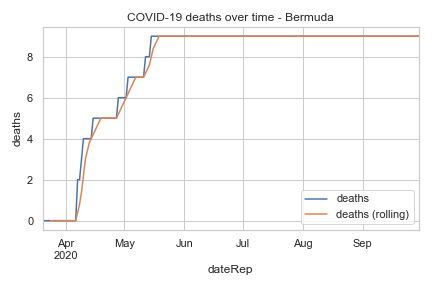 COVID-19 deaths over time - Bermuda
deaths
8
6
4
2
0
deaths
deaths (rolling)
Apr May Jun Jul Aug Sep
2020
dateRep